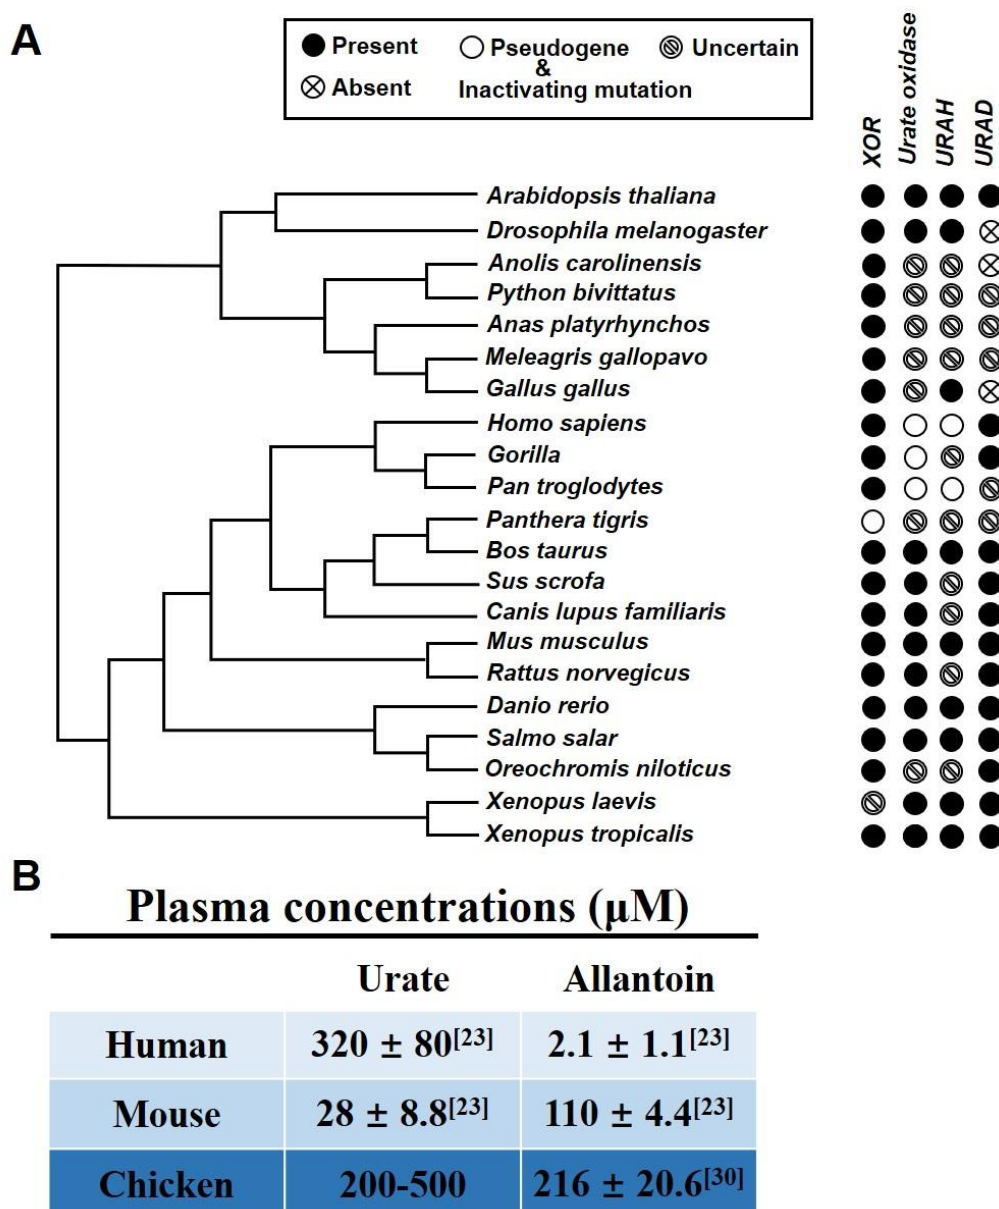 A
Present
Pseudogene
Uncertain
&
Absent
Inactivating mutation
XOR
Urate oxidase
URAH
URAD
Arabidopsis thaliana
Drosophila melanogaster
Anolis carolinensis
Python bivittatus
Anas platyrhynchos
Meleagris gallopavo
Gallus gallus
Homo sapiens
Gorilla
Pan troglodytes
Panthera tigris
Bos taurus
Sus scrofa
Canis lupus familiaris
Mus musculus
Rattus norvegicus
Danio rerio
Salmo salar
Oreochromis niloticus
Xenopus laevis
Xenopus tropicalis
B
Plasma concentrations (µM)
Urate Allantoin
Human 320 ± 80[23] 2.1 ± 1.1[23]
Mouse 28 ± 8.8[23] 110 ± 4.4[23]
Chicken 200-500 216 ± 20.6[30]